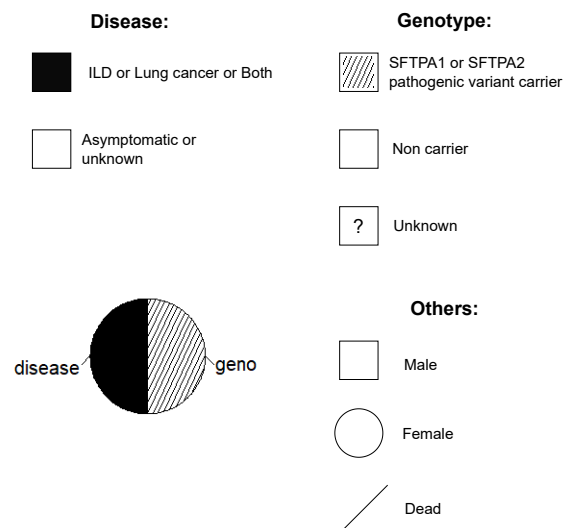 Disease:
ILD or Lung cancer or Both
Asymptomatic or
unknown
Genotype:
SFTPA1 or SFTPA2
pathogenic variant carrier
Non carrier
?
Unknown
disease
geno
Others:
Male
Female
Dead